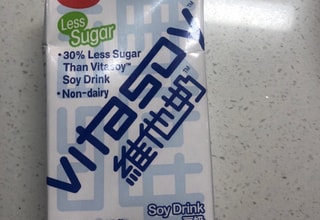 Less
Sugar
• 30% Less Sugar
Than Vitasoy™
Soy Drink
• Non-dairy
vitasoy
維他奶
Soy Drink